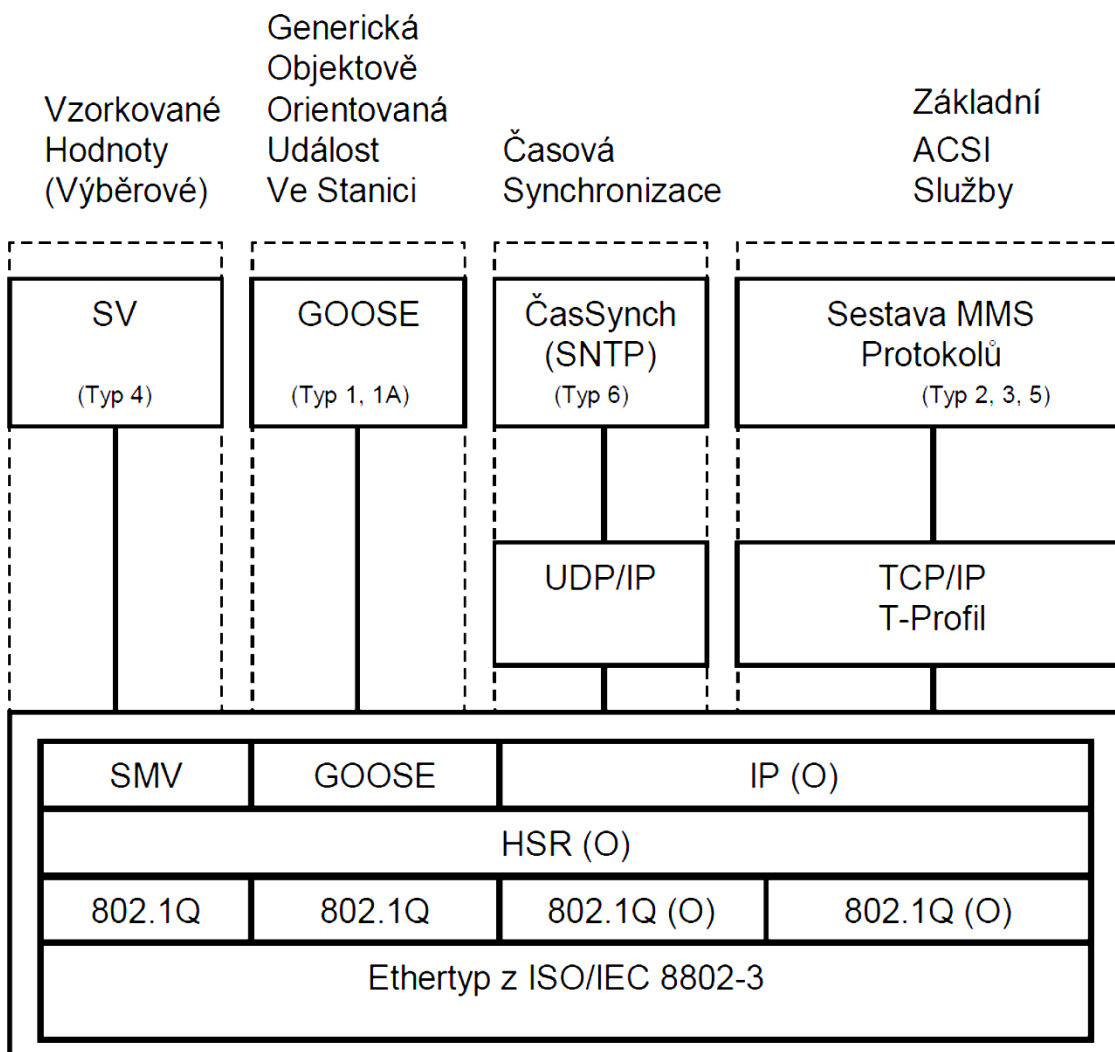 Vzorkované
Hodnoty
(Výběrové)
Generická
Objektově
Orientovaná
Událost
Ve Stanici
Časová
Synchronizace
Základní
ACSI
Služby
SV
(Typ 4)
GOOSE
(Typ 1, 1A)
ČasSynch
(SNTP)
(Typ 6)
Sestava MMS
Protokolů
(Typ 2, 3, 5)
UDP/IP
TCP/IP
T-Profil
SMV
GOOSE
IP (O)
HSR (O)
802.1Q
802.1Q
802.1Q (O)
802.1Q (O)
Ethertyp z ISO/IEC 8802-3